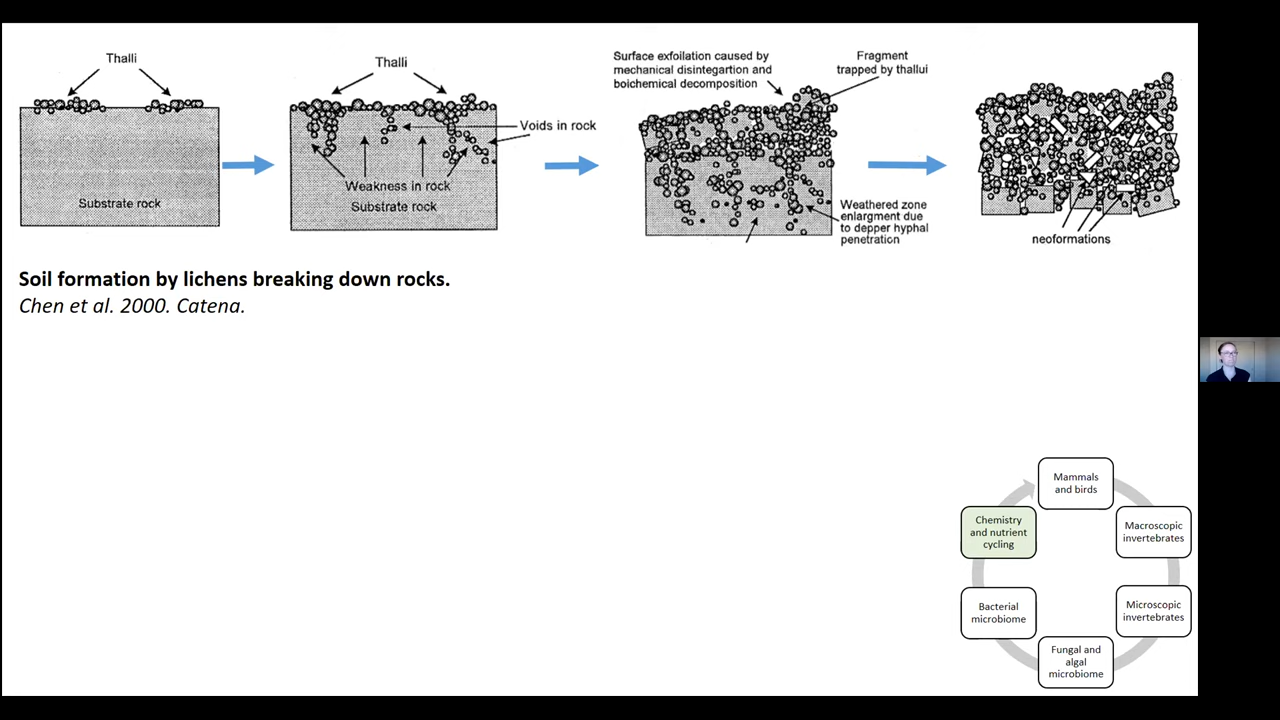 Thalli
Substrate rock
Thalli
Voids in rock
Weakness in rock
Substrate rock
Surface exfoilation caused by
mechanical disintegartion and
boichemical decomposition
Fragment
trapped by thallui
Weathered zone
enlargment due
to depper hyphal
penetration
neoformations
Soil formation by lichens breaking down rocks.
Chen et al. 2000. Catena.
Mammals
and birds
Chemistry
and nutrient
cycling
Macroscopic
invertebrates
Bacterial
microbiome
Microscopic
invertebrates
Fungal and
algal
microbiome